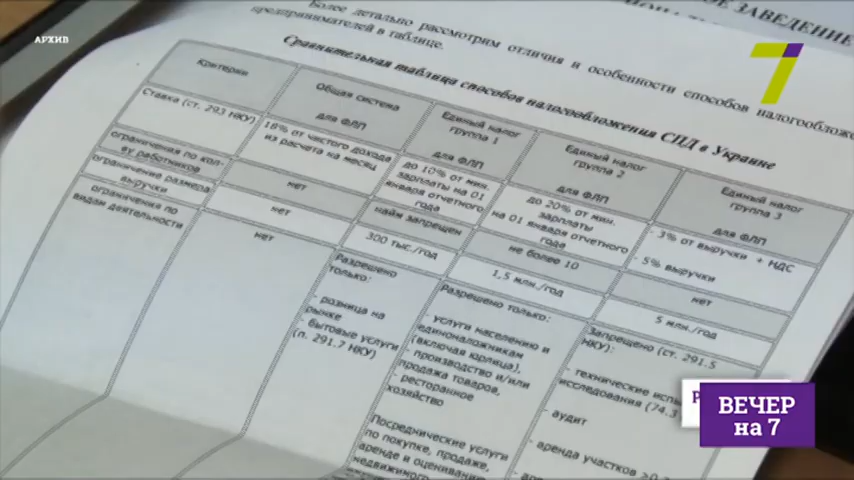 АРХИВ
Более детально рассмотрим отличия и особенности способов
предпринимателей в таблице.
ЗАВЕДЕНИЕ
7
Сравнительная таблица способов налогообложения СПД в Украине
Критерии
Общая система
для ФЛП
Единый налог
группа 1
для ФЛП
Единый налог
группа 2
для ФЛП
Единый налог
группа 3
для ФЛП
Ставка (ст. 293 НКУ)
18% от чистого дохода
из расчета на месяц
до 10% от мин.
зарплаты на 01
января отчетного
года
до 20% от мин.
зарплаты
на 01 января отчетного
года
- 3% от выручки + НДС
- 5% выручки
ограничения по кол-
ву работников
нет
найм запрещен
не более 10
нет
ограничение размера
выручки
нет
300 тыс./год
1,5 млн./год
5 млн./год
ограничения по
видам деятельности
нет
Разрешено
только:
- розница на
рынке
- бытовые услуги
(п. 291.7 НКУ)
Разрешено только:
- услуги населению и
единоналожникам
(включая юрлица),
- производство и/или
продажа товаров,
- ресторанное
хозяйство
Посреднические услуги
по покупке, продаже,
аренде и оцениванию
Запрещено (ст. 291.5
НКУ):
- технические
исследования (74.3
- аудит
- аренда участков
ВЕЧЕР
на 7